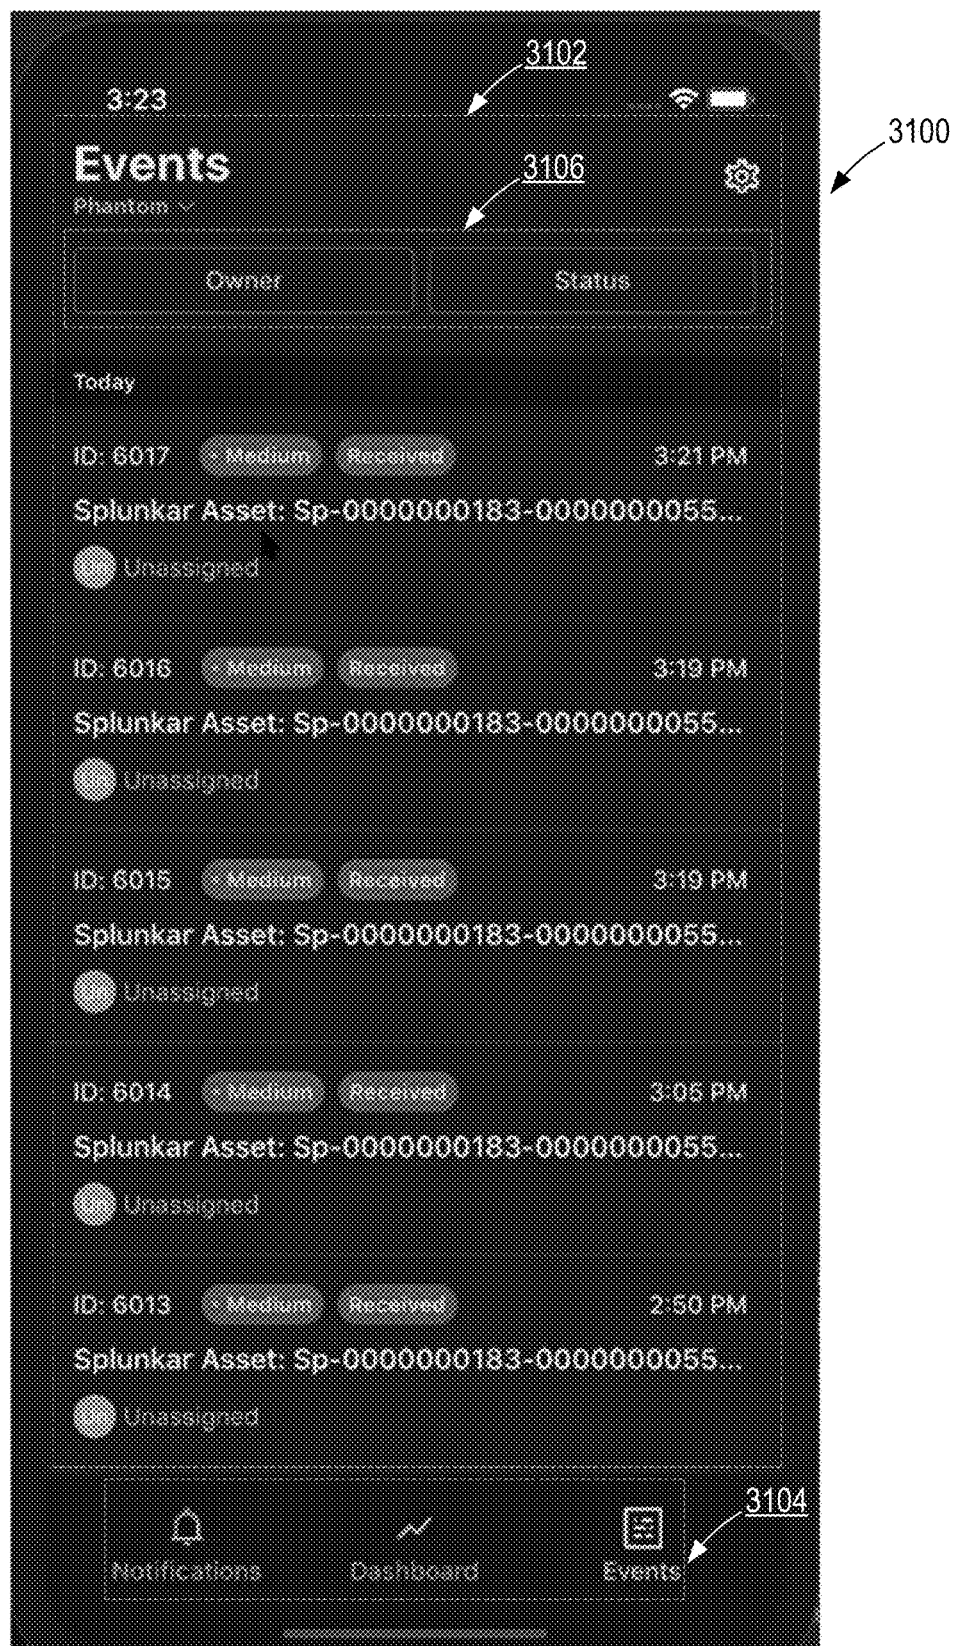 3102
3:23
3100
Events
3106
Phantom
Owner
Status
Today
ID: 6017 • Medium Received 3:21 PM
Splunkar Asset: Sp-0000000183-0000000055...
Unassigned
ID: 6016 • Medium Received 3:19 PM
Splunkar Asset: Sp-0000000183-0000000055...
Unassigned
ID: 6015 • Medium Received 3:19 PM
Splunkar Asset: Sp-0000000183-0000000055...
Unassigned
ID: 6014 • Medium Received 3:05 PM
Splunkar Asset: Sp-0000000183-0000000055...
Unassigned
ID: 6013 • Medium Received 2:50 PM
Splunkar Asset: Sp-0000000183-0000000055...
Unassigned
3104
Notifications
Dashboard
Events